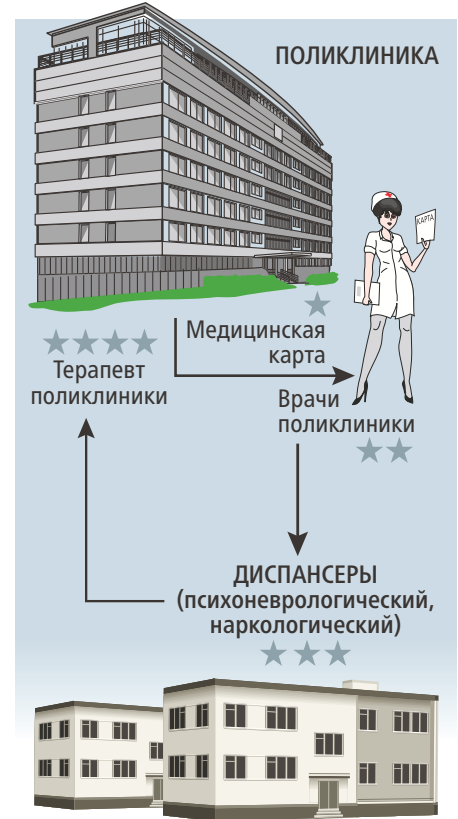 ПОЛИКЛИНИКА
КАРТА
Медицинская
карта
Терапевт
поликлиники
Врачи
поликлиники
ДИСПАНСЕРЫ
(психоневрологический,
наркологический)